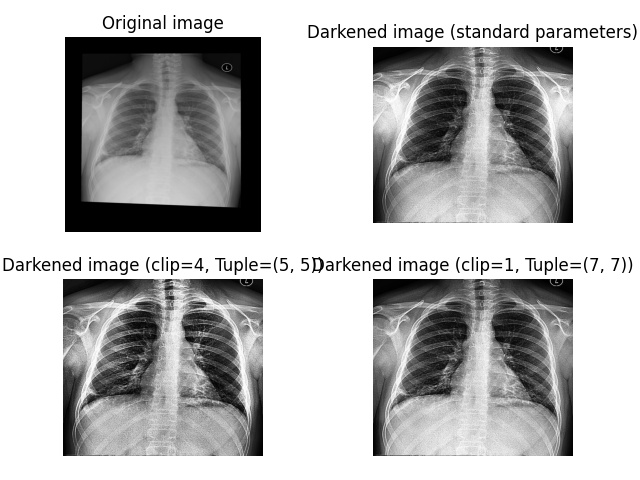 Original image
Darkened image (standard parameters)
L
Darkened image (clip=4, Tuple=(5, 5))
Darkened image (clip=1, Tuple=(7, 7))